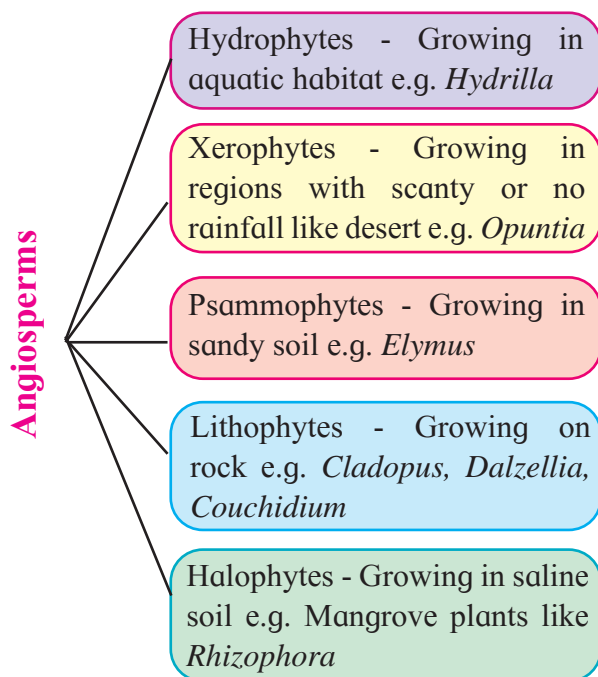 Angiosperms
Hydrophytes - Growing in
aquatic habitat e.g. Hydrilla
Xerophytes - Growing in
regions with scanty or no
rainfall like desert e.g. Opuntia
Psammophytes - Growing in
sandy soil e.g. Elymus
Lithophytes - Growing on
rock e.g. Cladopus, Dalzellia,
Couchidium
Halophytes - Growing in saline
soil e.g. Mangrove plants like
Rhizophora